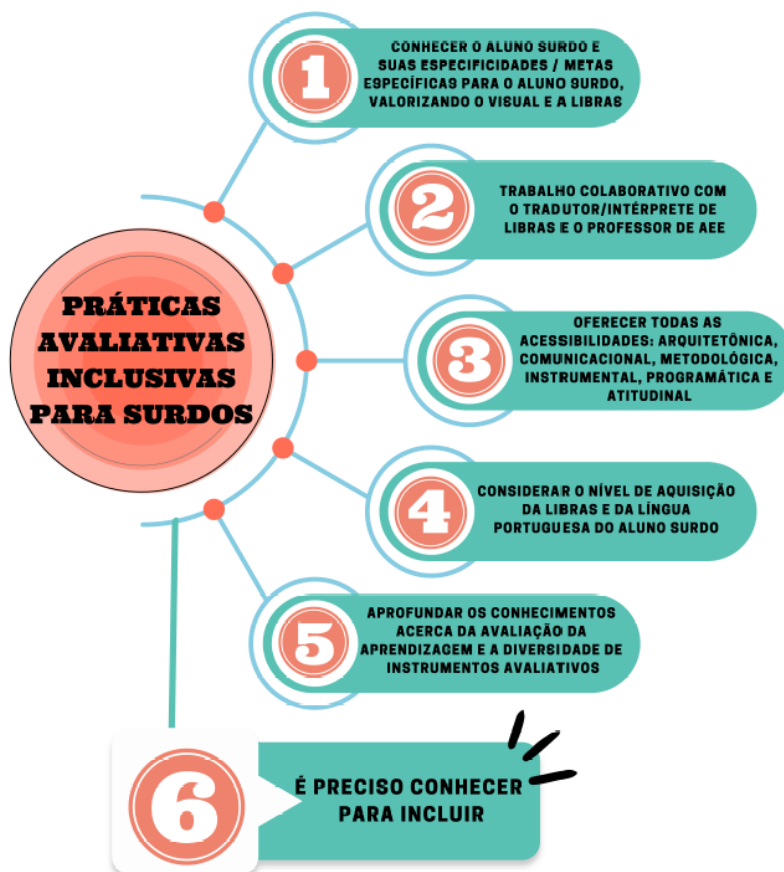 1
CONHECER O ALUNO SURDO E
SUAS ESPECIFICIDADES / METAS
ESPECÍFICAS PARA O ALUNO SURDO,
VALORIZANDO O VISUAL E A LIBRAS
2
TRABALHO COLABORATIVO COM
O TRADUTOR/INTÉRPRETE DE
LIBRAS E O PROFESSOR DE AEE
PRÁTICAS
AVALIATIVAS
INCLUSIVAS
PARA SURDOS
3
OFERECER TODAS AS
ACESSIBILIDADES: ARQUITETÔNICA,
COMUNICACIONAL, METODOLÓGICA,
INSTRUMENTAL, PROGRAMÁTICA E
ATITUDINAL
4
CONSIDERAR O NÍVEL DE AQUISIÇÃO
DA LIBRAS E DA LÍNGUA
PORTUGUESA DO ALUNO SURDO
5
APROFUNDAR OS CONHECIMENTOS
ACERCA DA AVALIAÇÃO DA
APRENDIZAGEM E A DIVERSIDADE DE
INSTRUMENTOS AVALIATIVOS
6
É PRECISO CONHECER
PARA INCLUIR